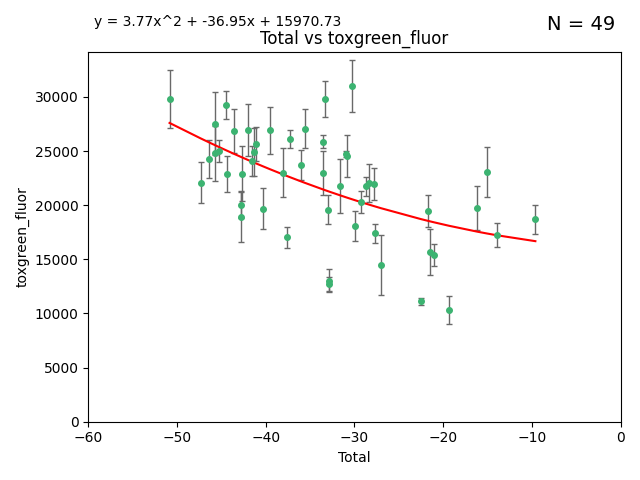 y = 3.77x^2 + -36.95x + 15970.73
N = 49
Total vs toxgreen_fluor
toxgreen_fluor
30000
25000
20000
15000
10000
5000
0
−60
−50
−40
−30
−20
−10
0
Total